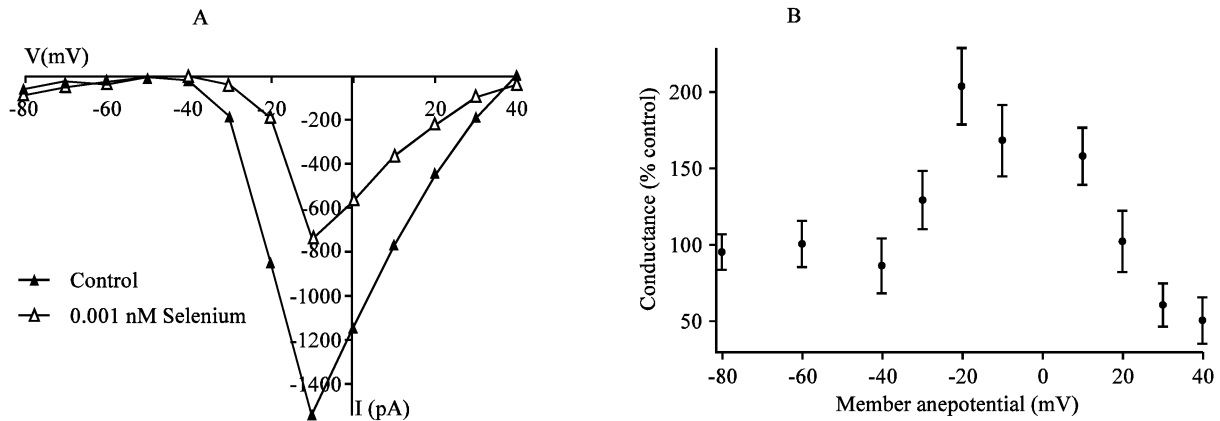 A
V(mV)
-80 -60 -40 -20 20 40
-200
-400
-600
-800
-1000
-1200
-1400
I (pA)
Control
0.001 nM Selenium
B
Conductance (% control)
200
150
100
50
-80 -60 -40 -20 0 20 40
Member anepotential (mV)